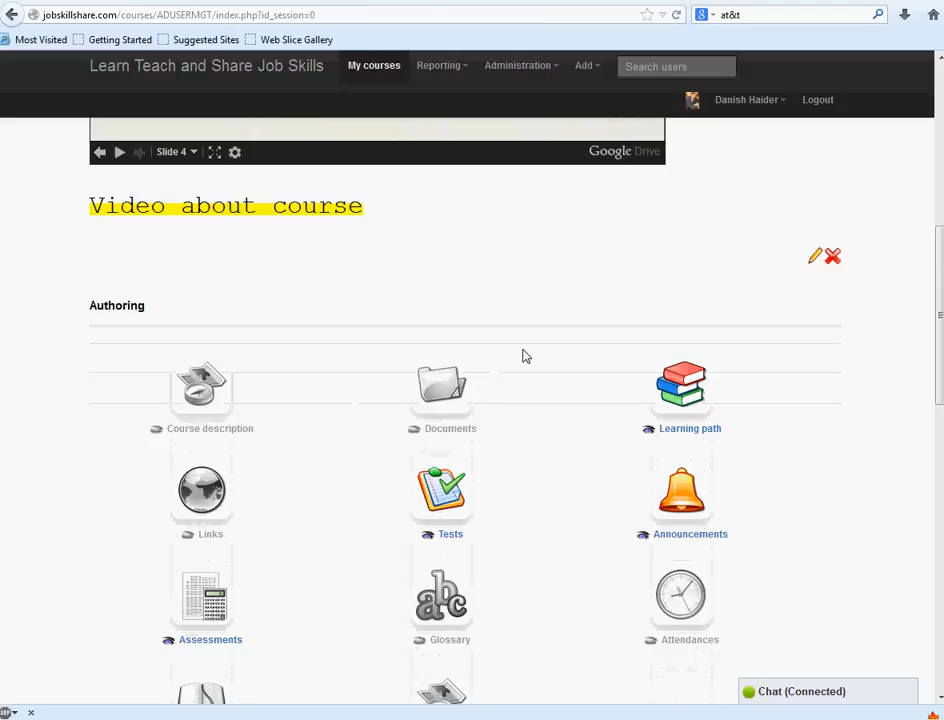 jobskillshare.com/courses/ADUSERMGT/index.php?id_session=0
at&t
Most Visited Getting Started Suggested Sites Web Slice Gallery
Learn Teach and Share Job Skills My courses Reporting Administration Add Search users
Danish Haider Logout
Slide 4 Google Drive
Video about course
Authoring
Course description Documents Learning path
Links Tests Announcements
Assessments Glossary Attendances
Chat (Connected)